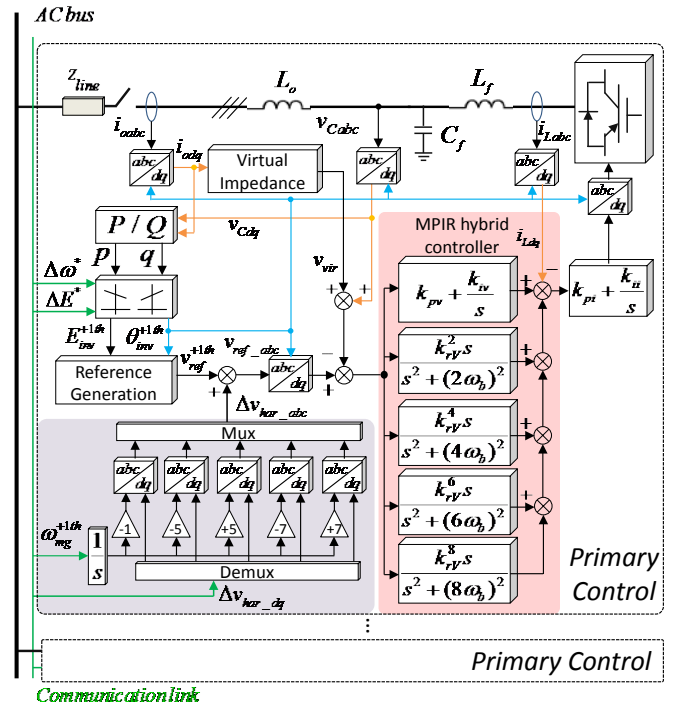 AC bus
Z_line
L_o
L_f
i_oabc
v_Cabc
C_f
i_Labc
i_odq
abc
dq
Virtual
Impedance
abc
dq
abc
dq
abc
dq
P / Q
v_Cdq
MPIR hybrid
controller
i_Ldq
p q
v_vir
Δω*
ΔE*
k_pv + k_iv/s
k_pi + k_ii/s
E_inv^+1th θ_inv^+1th
v_ref^+1th v_ref_abc
Reference
Generation
abc
dq
k_rV^2 s
s^2 + (2ω_b)^2
Δv_har_abc
Mux
k_rV^4 s
s^2 + (4ω_b)^2
abc abc abc abc abc
dq dq dq dq dq
k_rV^6 s
s^2 + (6ω_b)^2
-1 -5 +5 -7 +7
ω_mg^+1th
1
s
k_rV^8 s
s^2 + (8ω_b)^2
Demux
Δv_har_dq
Primary
Control
Primary Control
Communication link